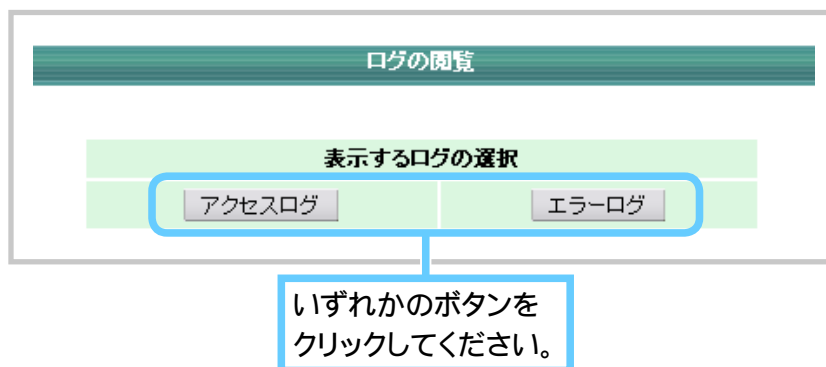 ログの閲覧
表示するログの選択
アクセスログ エラーログ
いずれかのボタンを
クリックしてください。